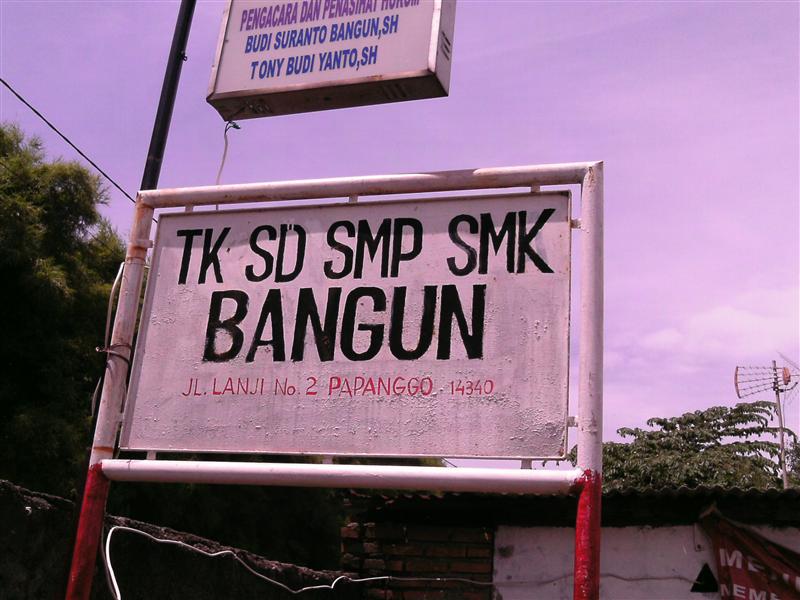 PENGACARA DAN PENASIHAT HUKUM
BUDI SURANTO BANGUN,SH
TONY BUDI YANTO,SH
TK SD SMP SMK
BANGUN
JL. LANJI No. 2 PAPANGGO - 14340